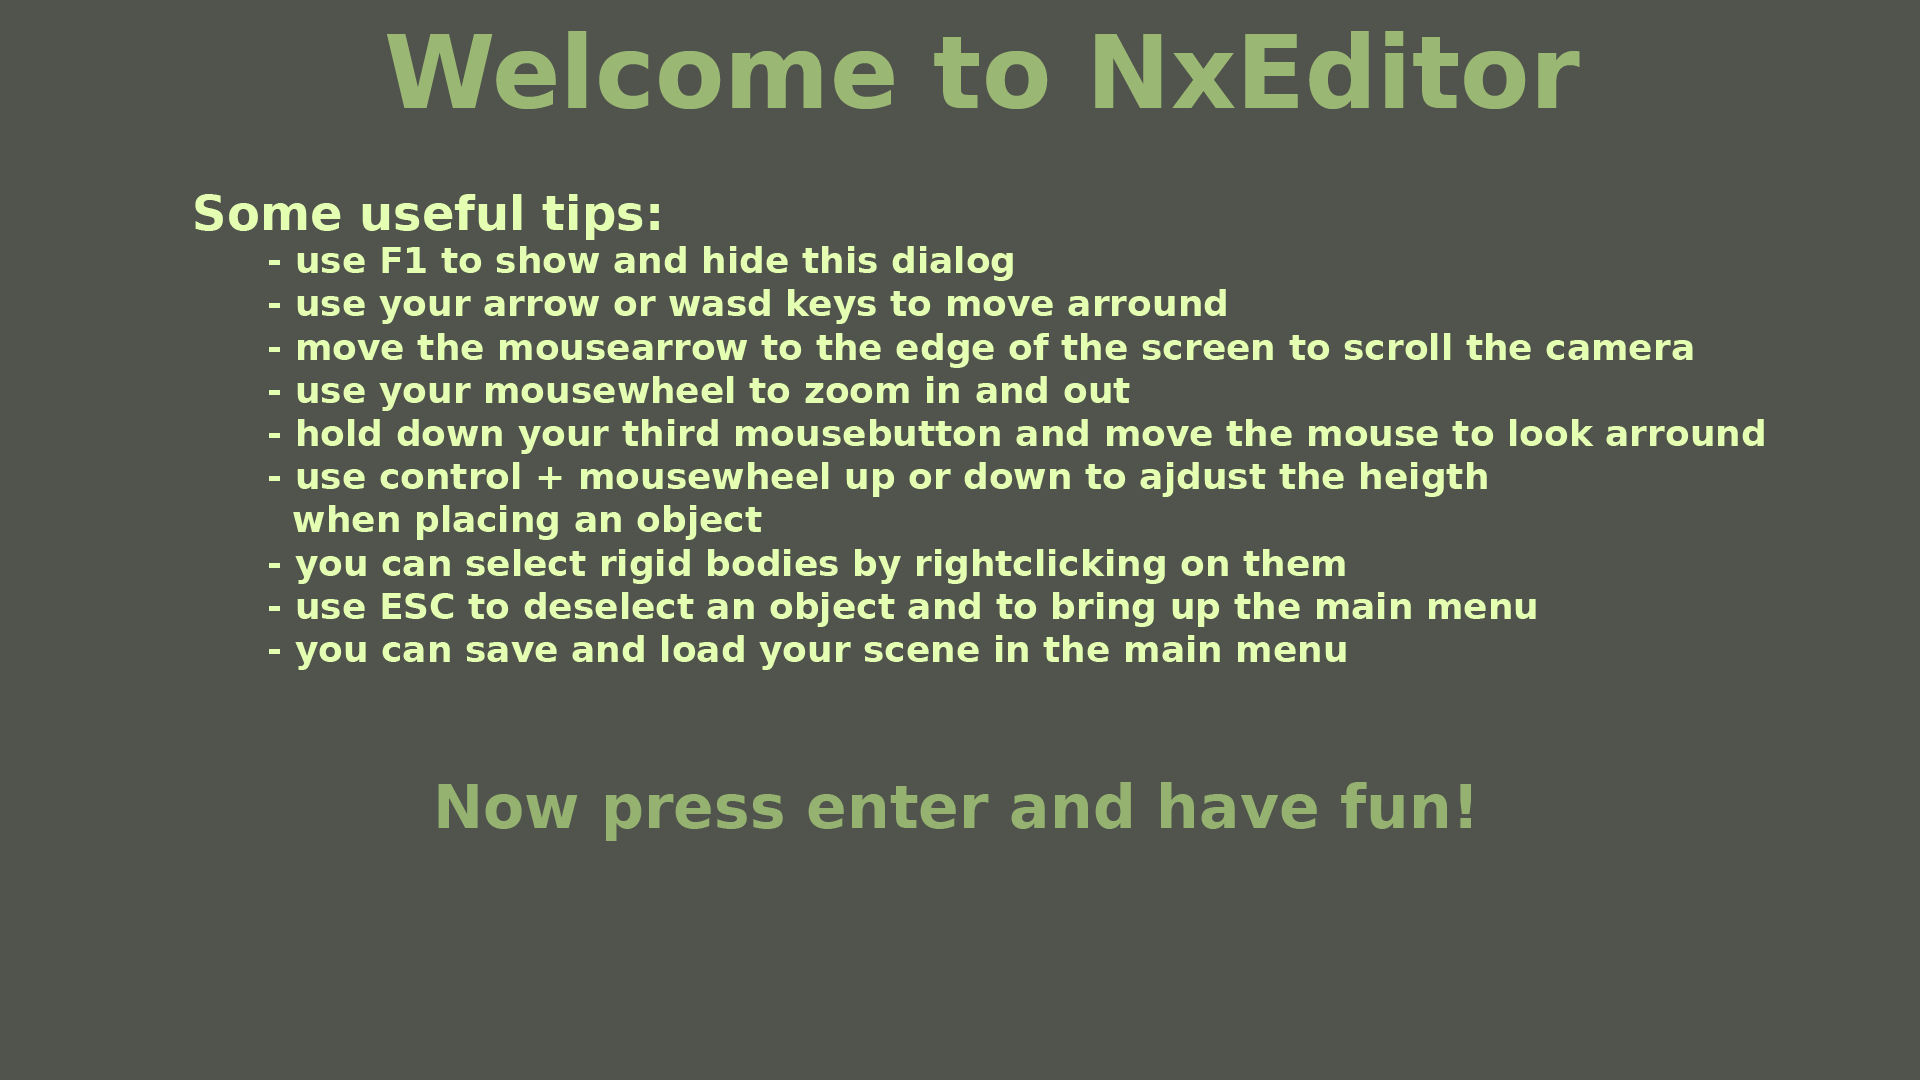 Welcome to NxEditor
Some useful tips:
- use F1 to show and hide this dialog
- use your arrow or wasd keys to move arround
- move the mousearrow to the edge of the screen to scroll the camera
- use your mousewheel to zoom in and out
- hold down your third mousebutton and move the mouse to look arround
- use control + mousewheel up or down to ajdust the heigth
when placing an object
- you can select rigid bodies by rightclicking on them
- use ESC to deselect an object and to bring up the main menu
- you can save and load your scene in the main menu
Now press enter and have fun!